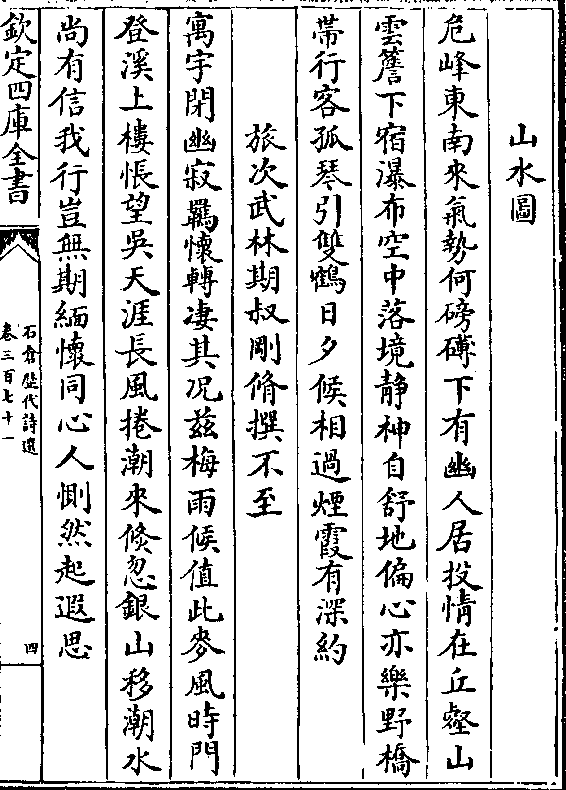 山水圖
危峰東南來氣勢何磅礴下有幽人居投情在丘壑山
雲簷下宿瀑布空中落境静神自舒地偏心亦樂野橋
帶行客孤琴引雙鶴日夕候相過煙霞有深約
旅次武林期叔剛脩撰不至
寓宇閉幽寂羈懷轉凄其况兹梅雨候值此麥風時門
登溪上樓悵望吳天涯長風捲潮來倐忽銀山移潮水
尚有信我行豈無期緬懷同心人惻然起遐思
欽定四庫全書
石倉歷代詩選
卷三百七十一
四